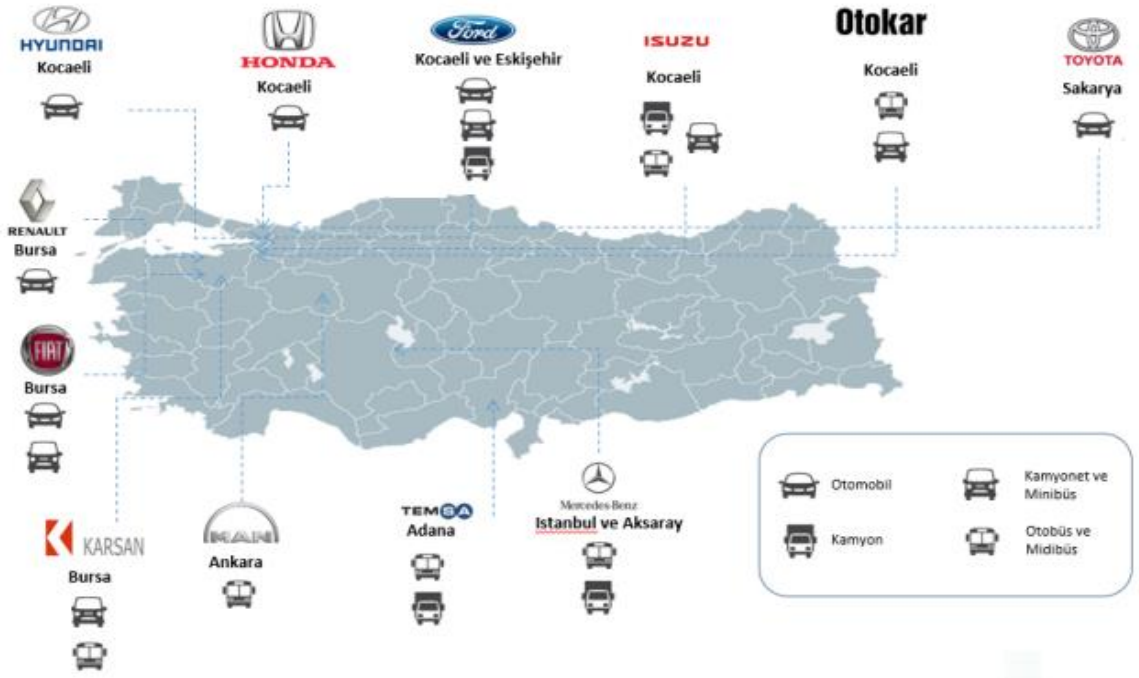 HYUNDAI
Kocaeli
HONDA
Kocaeli
Ford
Kocaeli ve Eskişehir
ISUZU
Kocaeli
Otokar
Kocaeli
TOYOTA
Sakarya
RENAULT
Bursa
FIAT
Bursa
KARSAN
Bursa
MAN
Ankara
TEMSA
Adana
Mercedes-Benz
Istanbul ve Aksaray
Otomobil
Kamyonet ve
Minibüs
Kamyon
Otobüs ve
Midibüs